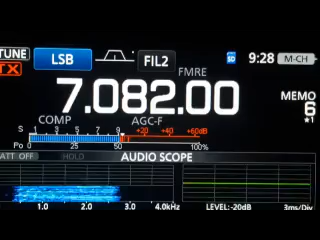 TUNE LSB FIL2 9:28 M-CH
TX FMRE
7.082.00 MEMO
6
COMP AGC-F ★1
S 1 3 5 7 9 +20 +40 +60dB
Po 0 25 50 100%
ATT OFF HOLD AUDIO SCOPE
1.0 2.0 3.0 4.0kHz LEVEL:-20dB 3ms/Div